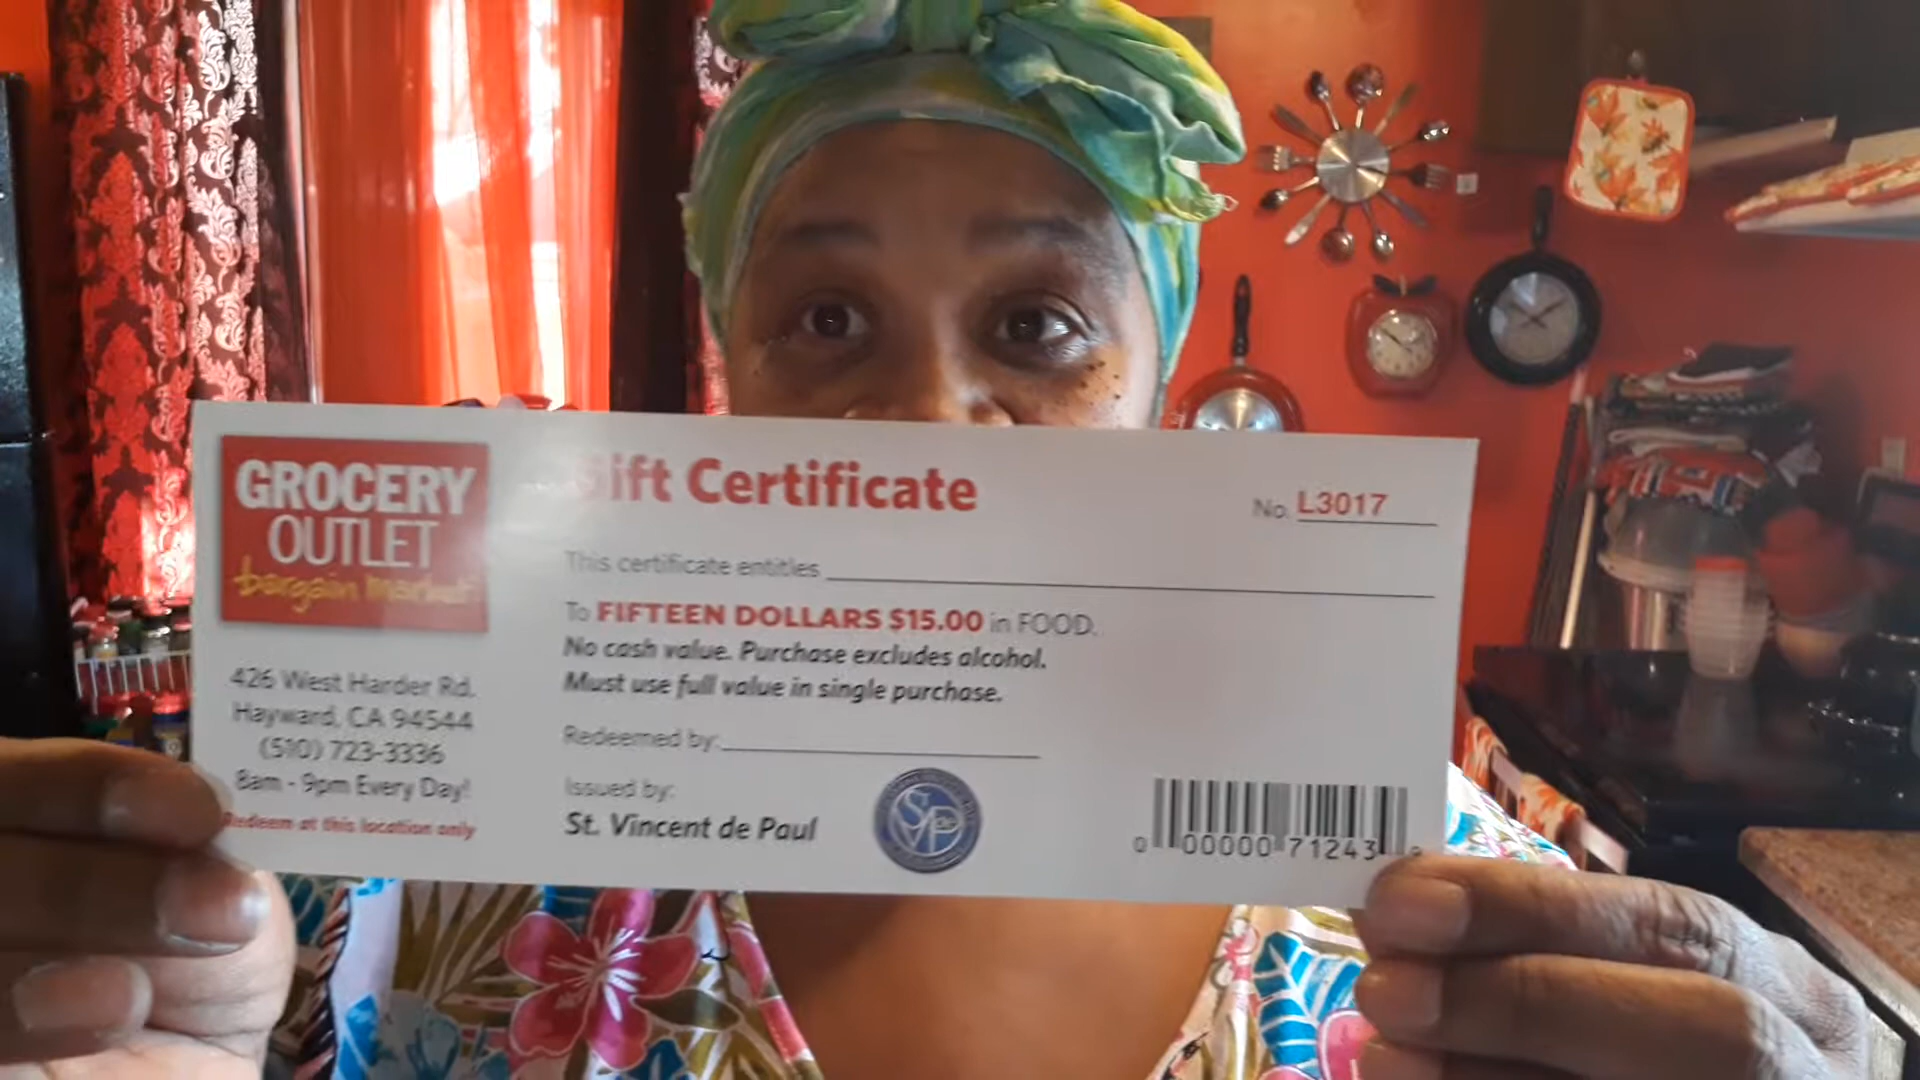 GROCERY
OUTLET
bargain market
426 West Harder Rd.
Hayward, CA 94544
(510) 723-3336
8am - 9pm Every Day!
Redeem at this location only
Gift Certificate
No. L3017
This certificate entitles
To FIFTEEN DOLLARS $15.00 in FOOD.
No cash value. Purchase excludes alcohol.
Must use full value in single purchase.
Redeemed by:
Issued by:
St. Vincent de Paul
0 00000 71243